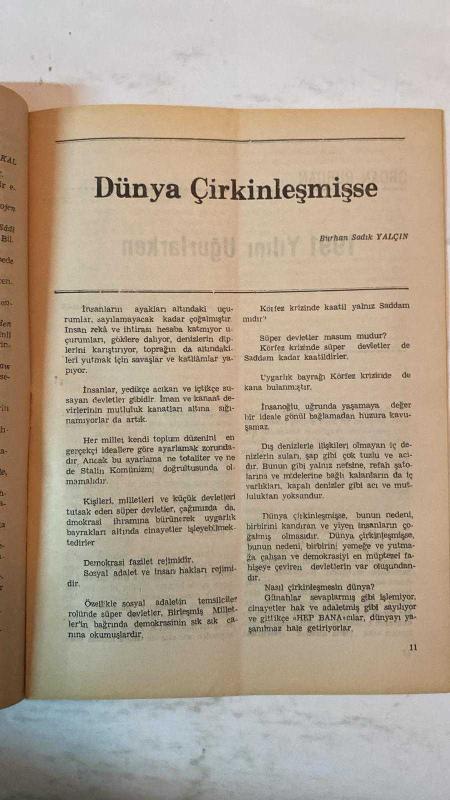 Dünya Çirkinleşmişse
Burhan Sadık YALÇIN
İnsanların ayakları altındaki uçu-
rumlar, sayılamayacak kadar çoğalmıştır.
İnsan zekâ ve ihtirası hesaba katmıyor u-
çurumları, göklere dalıyor, denizlerin dip-
lerini karıştırıyor, toprağın da altındaki-
leri yutmak için savaşlar ve katliâmlar ya-
pıyor.
İnsanlar, yedikçe acıkan ve içtikçe su-
sayan devletler gibidir. İman ve kanaat de-
virlerinin mutluluk kanatları altına sığı-
namıyorlar da artık.
Her millet kendi toplum düzenini en
gerçekçi ideallere göre ayarlamak zorunda-
dır. Ancak bu ayarlama ne totaliter ve ne
de Stalin Komünizmi doğrultusunda ol-
mamalıdır.
Kişileri, milletleri ve küçük devletleri
tutsak eden süper devletler, çağımızda da,
dmokrasi ihramına bürünerek uygarlık
bayrakları altında cinayetler işleyebilmek-
tedirler
Demokrasi fazilet rejimidir.
Sosyal adalet ve insan hakları rejimi-
dir.
Özellikle sosyal adaletin temsilciler
rolünde süper devletler, Birleşmiş Millet-
ler'in bağrında demokrasinin sık sık ca-
nına okumuşlardır.
Körfez krizinde kaatil yalnız Saddam
mıdır?
Süper devletler masum mudur?
Körfez krizinde süper devletler de
Saddam kadar kaatildirler.
Uygarlık bayrağı Körfez krizinde de
kana bulanmıştır.
İnsanoğlu, uğrunda yaşamaya değer
bir ideale gönül bağlamadan huzura kavu-
şamaz.
Dış denizlerle ilişkileri olmayan iç de-
nizlerin suları, şap gibi çok tuzlu ve acı-
dır. Bunun gibi yalnız nefsine, refah şato-
larına ve midelerine bağlı kalanların da iç
varlıkları, kapalı denizler gibi acı ve mut-
luluktan yoksundur.
Dünya çirkinleşmişse, bunun nedeni,
birbirini kandıran ve yiyen insanların ço-
ğalmış olmasıdır. Dünya çirkinleşmişse,
bunun nedeni, birbirini yemeğe ve yutma-
ğa çalışan ve demokrasiyi en müptezel fa-
hişeye çeviren devletlerin var oluşundan-
dır.
Nasıl çirkinleşmesin dünya?
Günahlar sevaplarmış gibi işlemiyor,
cinayetler hak ve adaletmiş gibi sayılıyor
ve gittikçe «HEP BANA»cılar, dünyayı ya-
şanılmaz hale getiriyorlar.
11